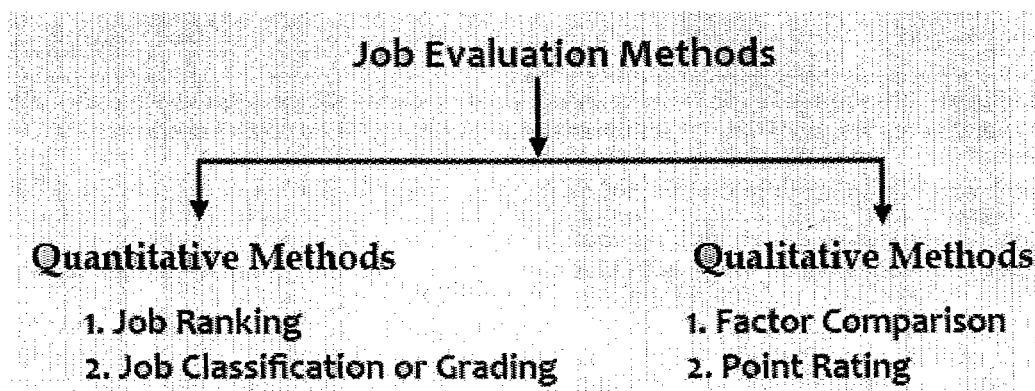 Job Evaluation Methods
Quantitative Methods
1. Job Ranking
2. Job Classification or Grading
Qualitative Methods
1. Factor Comparison
2. Point Rating